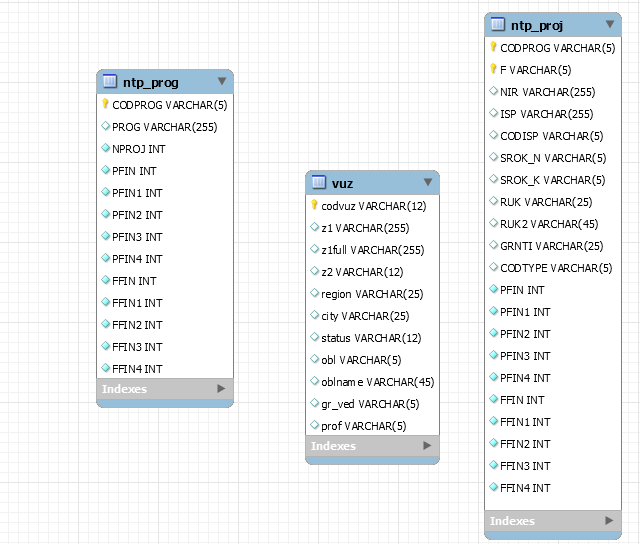 ntp_prog
CODPROG VARCHAR(5)
PROG VARCHAR(255)
NPROJ INT
PFIN INT
PFIN1 INT
PFIN2 INT
PFIN3 INT
PFIN4 INT
FFIN INT
FFIN1 INT
FFIN2 INT
FFIN3 INT
FFIN4 INT
Indexes
vuz
codvuz VARCHAR(12)
z1 VARCHAR(255)
z1full VARCHAR(255)
z2 VARCHAR(12)
region VARCHAR(25)
city VARCHAR(25)
status VARCHAR(12)
obl VARCHAR(5)
oblname VARCHAR(45)
gr_ved VARCHAR(5)
prof VARCHAR(5)
Indexes
ntp_proj
CODPROG VARCHAR(5)
F VARCHAR(5)
NIR VARCHAR(255)
ISP VARCHAR(255)
CODISP VARCHAR(5)
SROK_N VARCHAR(5)
SROK_K VARCHAR(5)
RUK VARCHAR(25)
RUK2 VARCHAR(45)
GRNTI VARCHAR(25)
CODTYPE VARCHAR(5)
PFIN INT
PFIN1 INT
PFIN2 INT
PFIN3 INT
PFIN4 INT
FFIN INT
FFIN1 INT
FFIN2 INT
FFIN3 INT
FFIN4 INT
Indexes